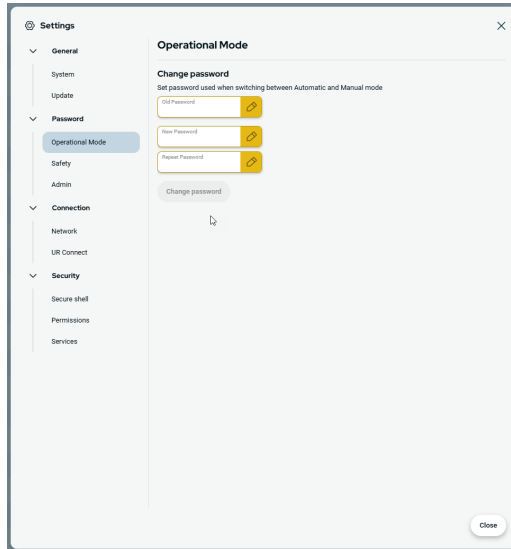 Settings
General
System
Update
Password
Operational Mode
Safety
Admin
Connection
Network
UR Connect
Security
Secure shell
Permissions
Services
Operational Mode
Change password
Set password used when switching between Automatic and Manual mode
Old Password
New Password
Repeat Password
Change password
Close